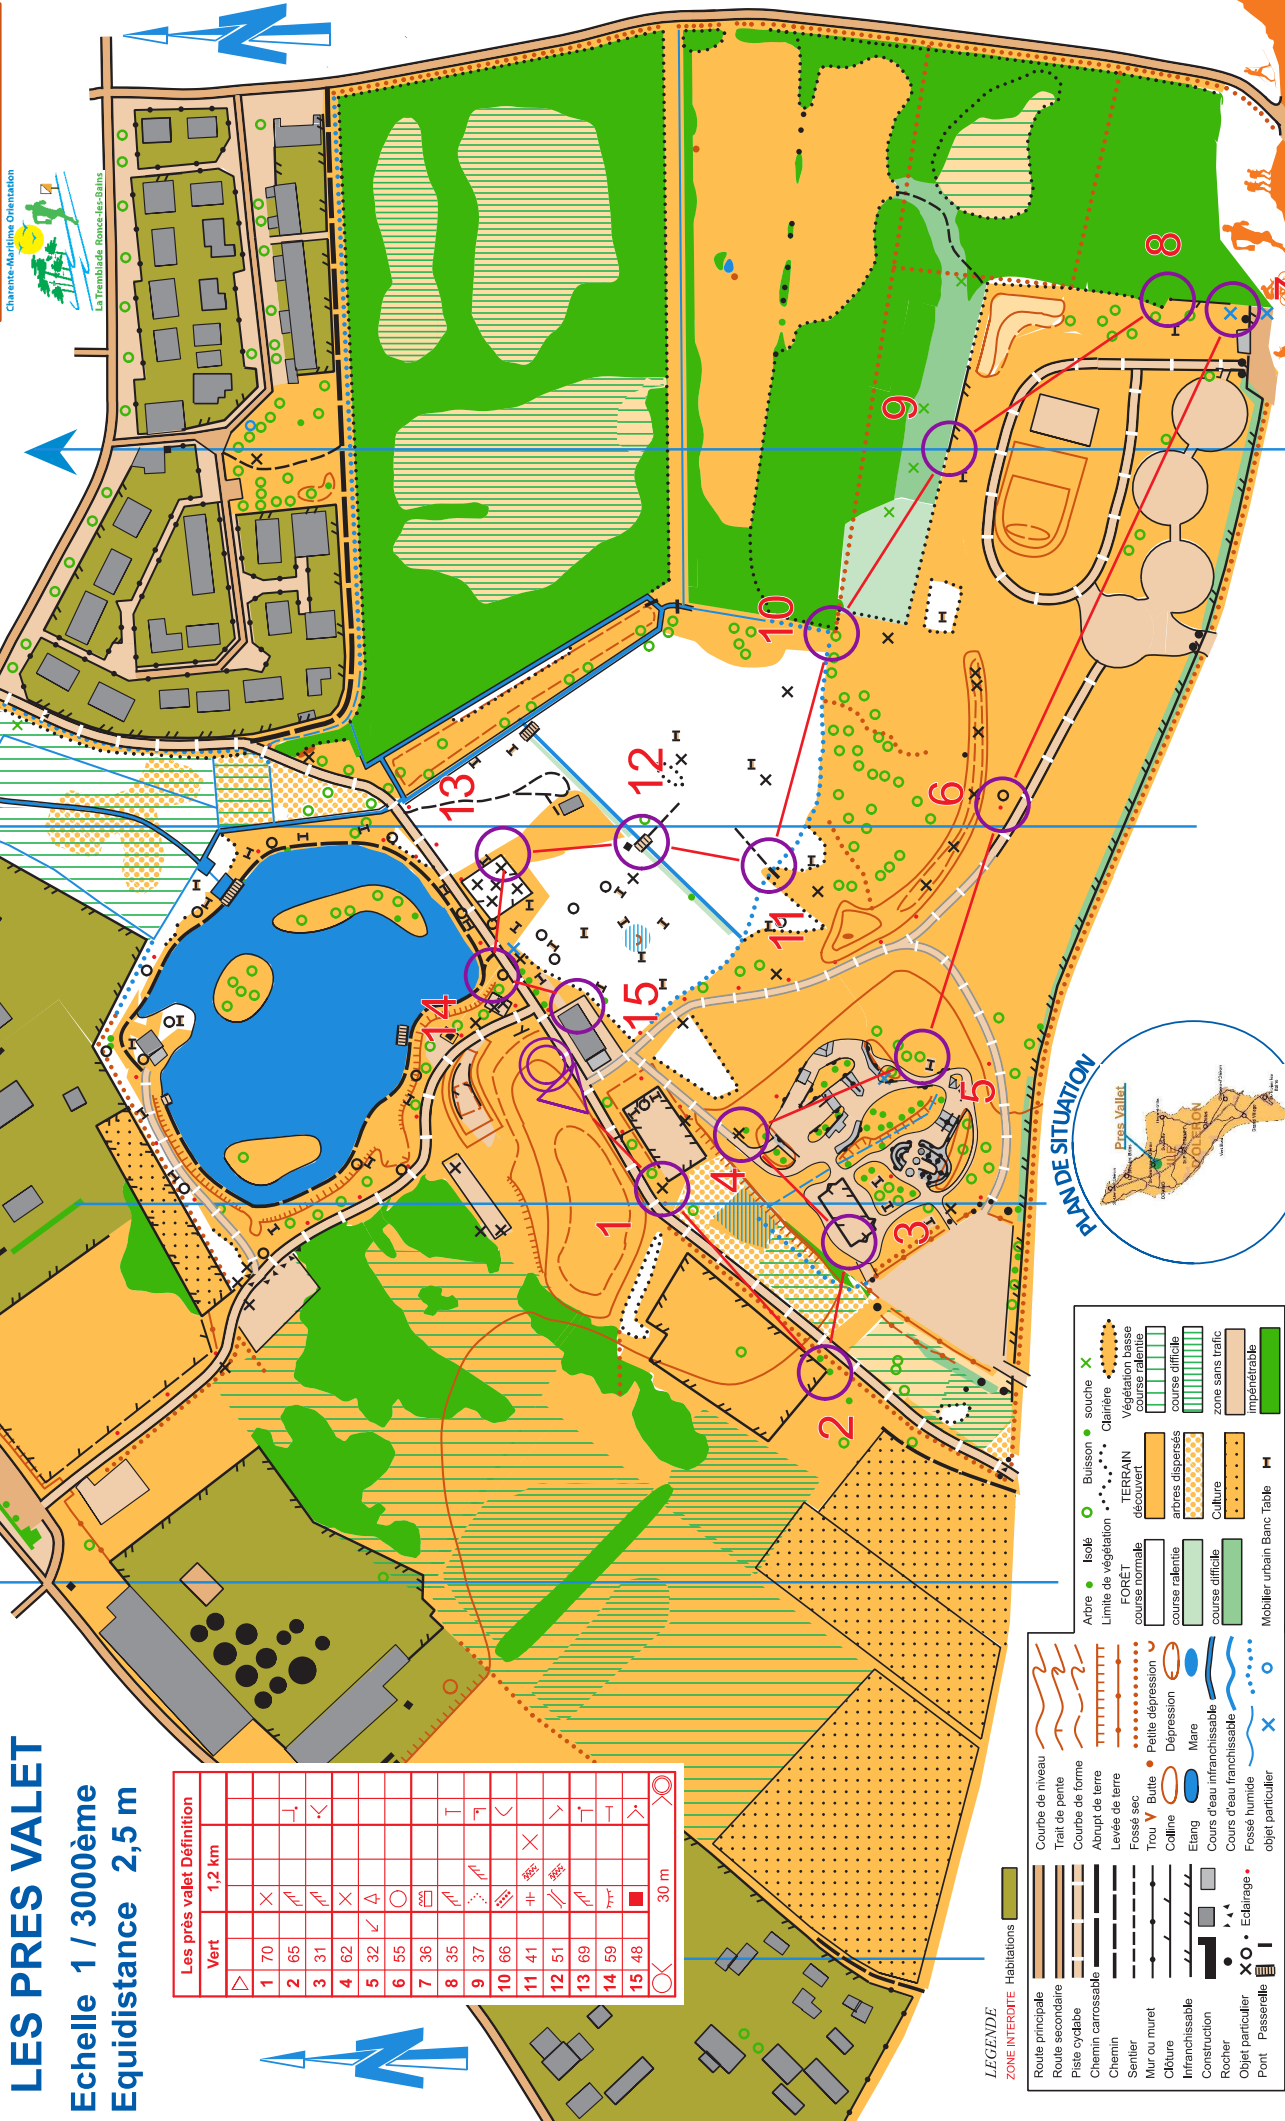 LES PRES VALET
Echelle 1 / 3000ème
Equidistance 2,5 m
Charente-Maritime Orientation
La Tremblade Ronce-les-Bains
Les près valet Définition
Vert 1,2 km
1 70
2 65
3 31
4 62
5 32
6 55
7 36
8 35
9 37
10 66
11 41
12 51
13 69
14 59
15 48
30 m
N
N
1
2
3
4
5
6
7
8
9
10
11
12
13
14
15
PLAN DE SITUATION
Pres Vallet
ILE
D'OLERON
LEGENDE
ZONE INTERDITE Habitations
Route principale
Route secondaire
Piste cyclabe
Chemin carrossable
Chemin
Sentier
Mur ou muret
Clôture
Infranchissable
Construction
Rocher
Objet particulier
Eclairage
Pont Passerelle
Courbe de niveau
Trait de pente
Courbe de forme
Abrupt de terre
Levée de terre
Fossé sec
Trou Butte Petite dépression
Colline Dépression
Etang Mare
Cours d'eau infranchissable
Cours d'eau franchissable
Fossé humide
objet particulier
Arbre Isolé Buisson souche
Limite de végétation Clairière
FORÊT
course normale
course ralentie
course difficile
TERRAIN
découvert
arbres dispersés
Culture
Végétation basse
course ralentie
course difficile
zone sans trafic
impénétrable
Mobilier urbain Banc Table